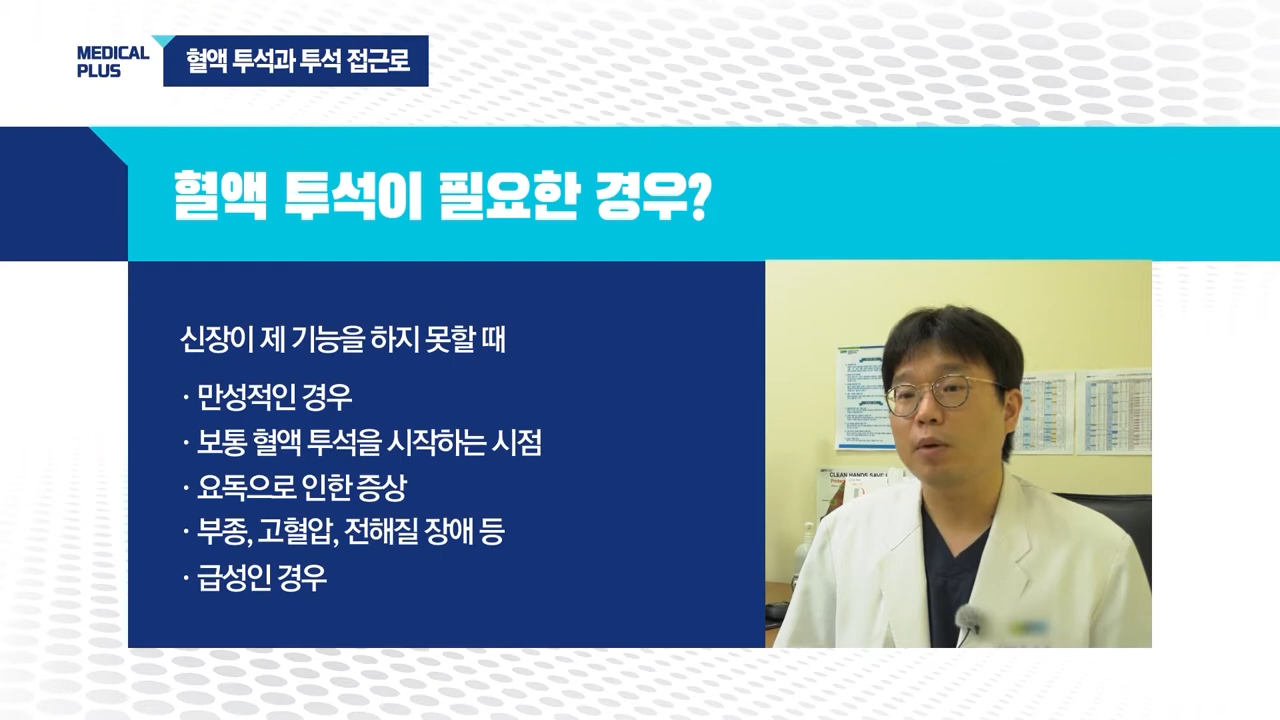 MEDICAL
PLUS
혈액 투석과 투석 접근로
혈액 투석이 필요한 경우?
신장이 제 기능을 하지 못할 때
· 만성적인 경우
· 보통 혈액 투석을 시작하는 시점
· 요독으로 인한 증상
· 부종, 고혈압, 전해질 장애 등
· 급성인 경우
CLEAN HANDS SAVE